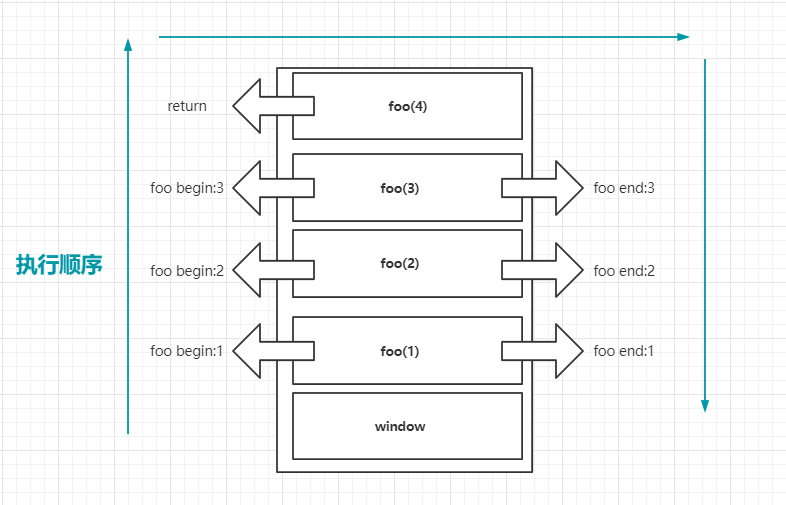 return
foo(4)
foo begin:3
foo(3)
foo end:3
执行顺序
foo begin:2
foo(2)
foo end:2
foo begin:1
foo(1)
foo end:1
window